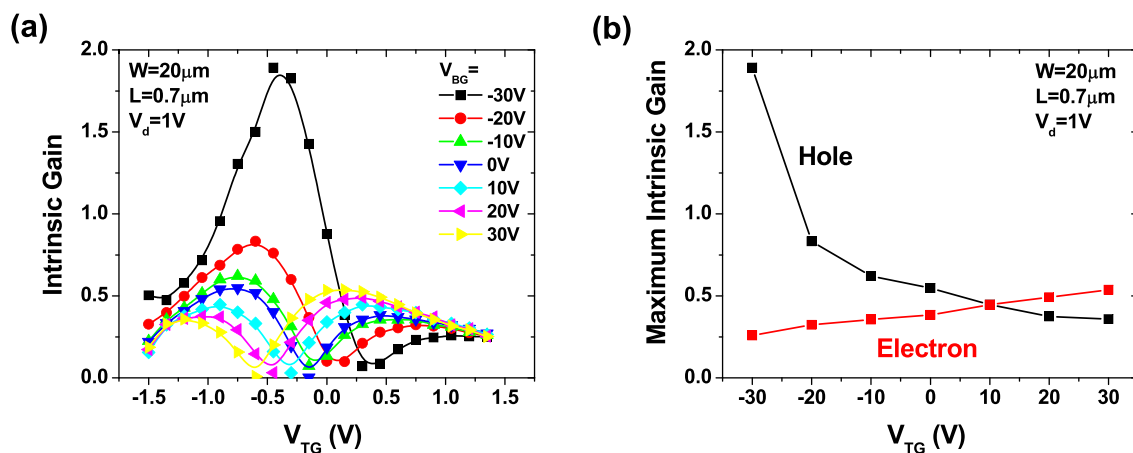 (a)
2.0
1.5
1.0
0.5
0.0
Intrinsic Gain
W=20μm
L=0.7μm
V_d=1V
V_BG=
-30V
-20V
-10V
0V
10V
20V
30V
-1.5 -1.0 -0.5 0.0 0.5 1.0 1.5
V_TG (V)
(b)
2.0
1.5
1.0
0.5
0.0
Maximum Intrinsic Gain
W=20μm
L=0.7μm
V_d=1V
Hole
Electron
-30 -20 -10 0 10 20 30
V_TG (V)